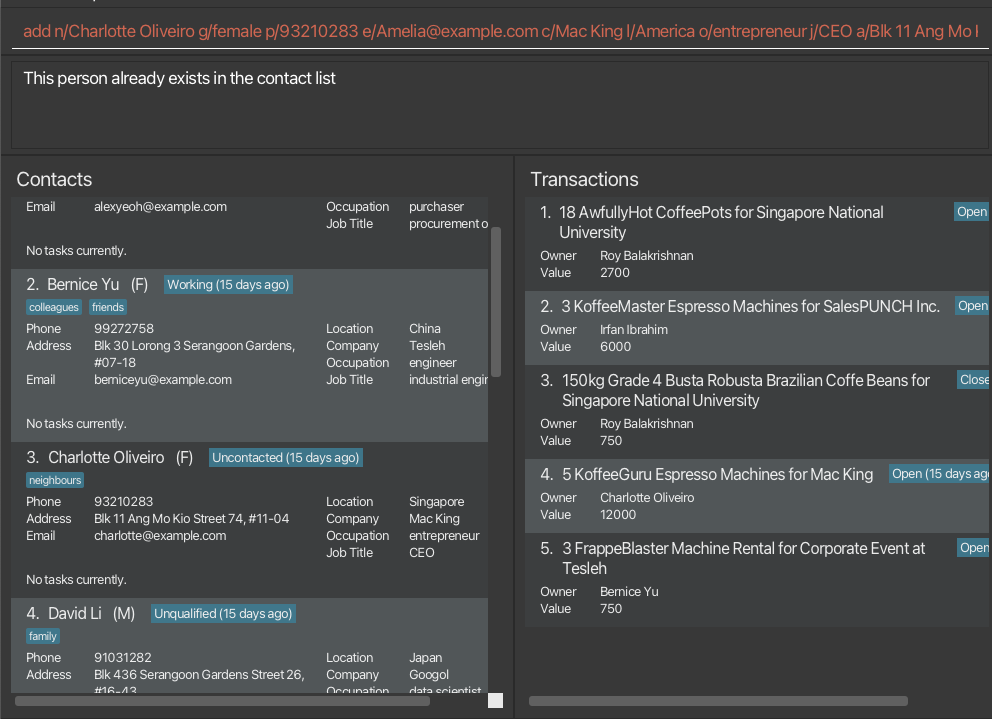 add n/Charlotte Oliveiro g/female p/93210283 e/Amelia@example.com c/Mac King l/America o/entrepreneur j/CEO a/Blk 11 Ang Mo
This person already exists in the contact list
Contacts
Email alexyeoh@example.com Occupation purchaser
Job Title procurement o
No tasks currently.
2. Bernice Yu (F) Working (15 days ago)
colleagues friends
Phone 99272758 Location China
Address Blk 30 Lorong 3 Serangoon Gardens, Company Tesleh
#07-18 Occupation engineer
Email berniceyu@example.com Job Title industrial engin
No tasks currently.
3. Charlotte Oliveiro (F) Uncontacted (15 days ago)
neighbours
Phone 93210283 Location Singapore
Address Blk 11 Ang Mo Kio Street 74, #11-04 Company Mac King
Email charlotte@example.com Occupation entrepreneur
Job Title CEO
No tasks currently.
4. David Li (M) Unqualified (15 days ago)
family
Phone 91031282 Location Japan
Address Blk 436 Serangoon Gardens Street 26, Company Googol
#16-43 Occupation data scientist
Transactions
1. 18 AwfullyHot CoffeePots for Singapore National Open
University
Owner Roy Balakrishnan
Value 2700
2. 3 KoffeeMaster Espresso Machines for SalesPUNCH Inc. Open
Owner Irfan Ibrahim
Value 6000
3. 150kg Grade 4 Busta Robusta Brazilian Coffe Beans for Close
Singapore National University
Owner Roy Balakrishnan
Value 750
4. 5 KoffeeGuru Espresso Machines for Mac King Open (15 days ago
Owner Charlotte Oliveiro
Value 12000
5. 3 FrappeBlaster Machine Rental for Corporate Event at Open
Tesleh
Owner Bernice Yu
Value 750